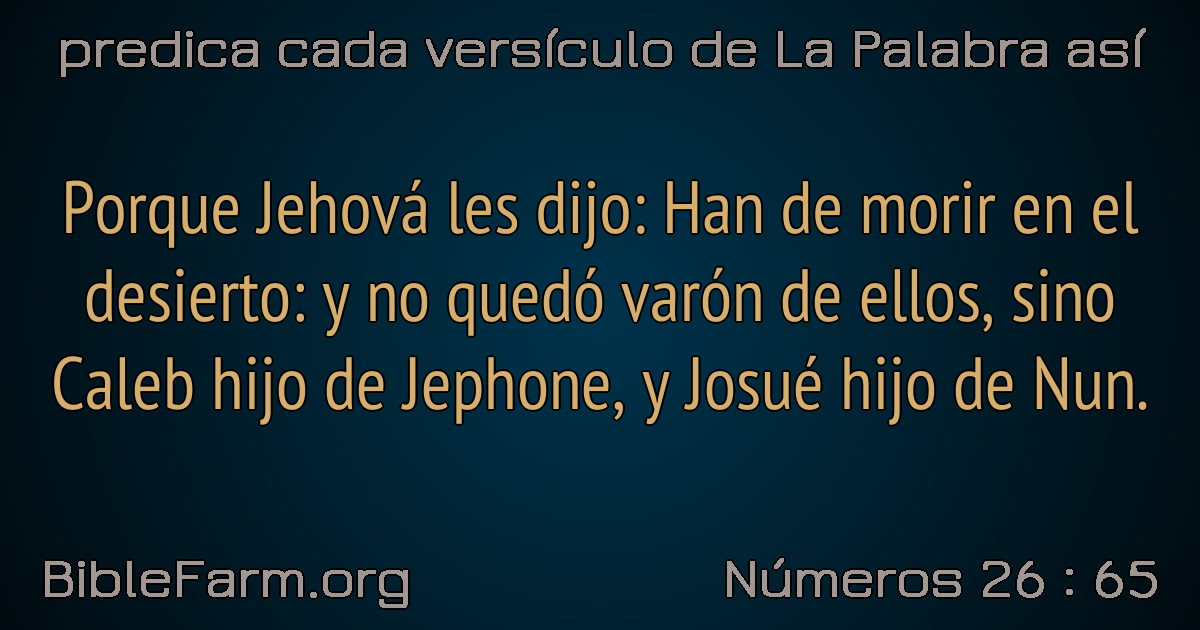 predica cada versículo de La Palabra así
Porque Jehová les dijo: Han de morir en el
desierto: y no quedó varón de ellos, sino
Caleb hijo de Jephone, y Josué hijo de Nun.
BibleFarm.org
Números 26 : 65